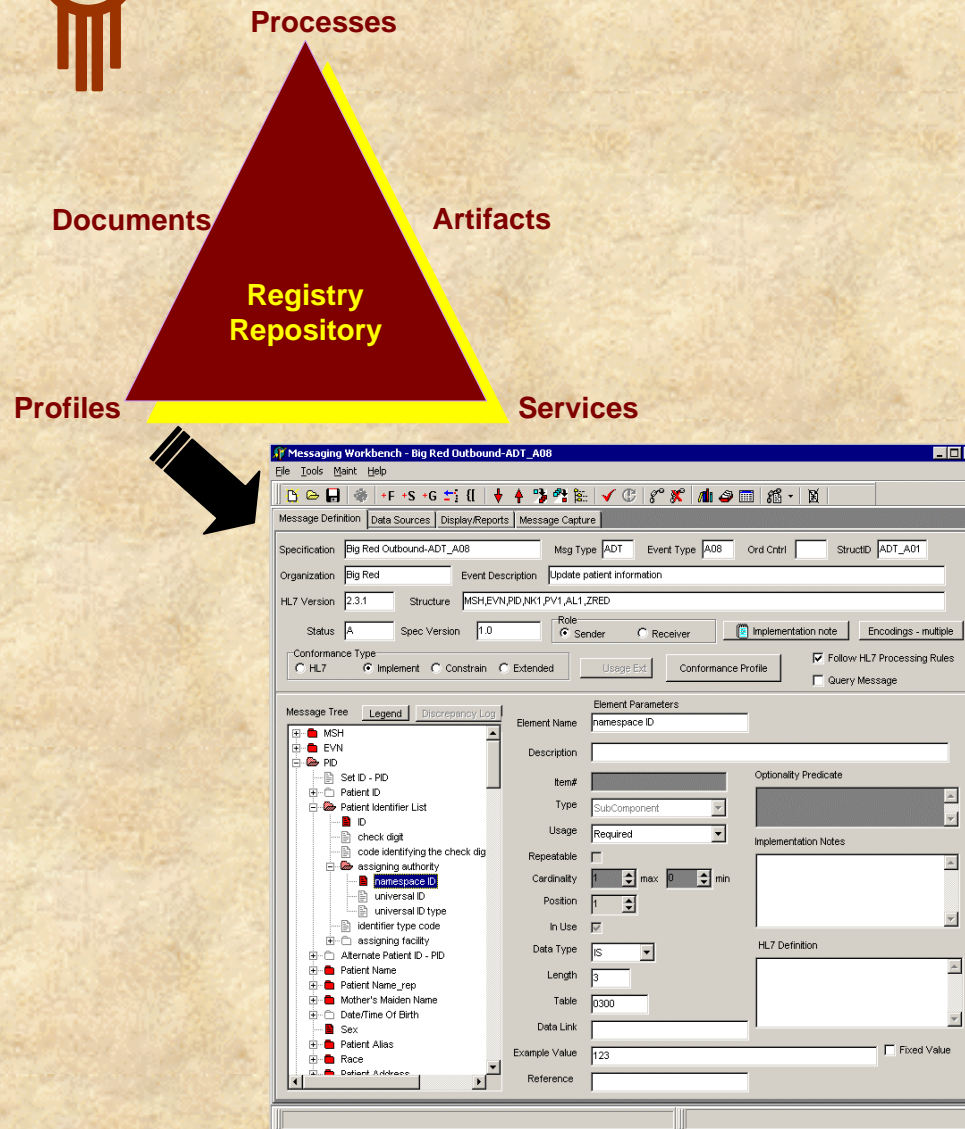 Processes
Documents
Artifacts
Registry
Repository
Profiles
Services
Messaging Workbench - Big Red Outbound-ADT_A08
File Tools Maint Help
+F +S +G
Message Definition Data Sources Display/Reports Message Capture
Specification Big Red Outbound-ADT_A08 Msg Type ADT Event Type A08 Ord Cntrl StructID ADT_A01
Organization Big Red Event Description Update patient information
HL7 Version 2.3.1 Structure MSH,EVN,PID,NK1,PV1,AL1,ZRED
Status A Spec Version 1.0 Role Sender Receiver Implementation note Encodings - multiple
Conformance Type
HL7 Implement Constrain Extended Usage Ext Conformance Profile
Follow HL7 Processing Rules
Query Message
Message Tree Legend Discrepancy Log
MSH
EVN
PID
Set ID - PID
Patient ID
Patient Identifier List
ID
check digit
code identifying the check dig
assigning authority
namespace ID
universal ID
universal ID type
identifier type code
assigning facility
Alternate Patient ID - PID
Patient Name
Patient Name_rep
Mother's Maiden Name
Date/Time Of Birth
Sex
Patient Alias
Race
Patient Address
Element Parameters
Element Name namespace ID
Description
Item#
Type SubComponent
Usage Required
Repeatable
Cardinality 1 max 0 min
Position 1
In Use
Data Type IS
Length 3
Table 0300
Data Link
Example Value 123 Fixed Value
Reference
Optionality Predicate
Implementation Notes
HL7 Definition